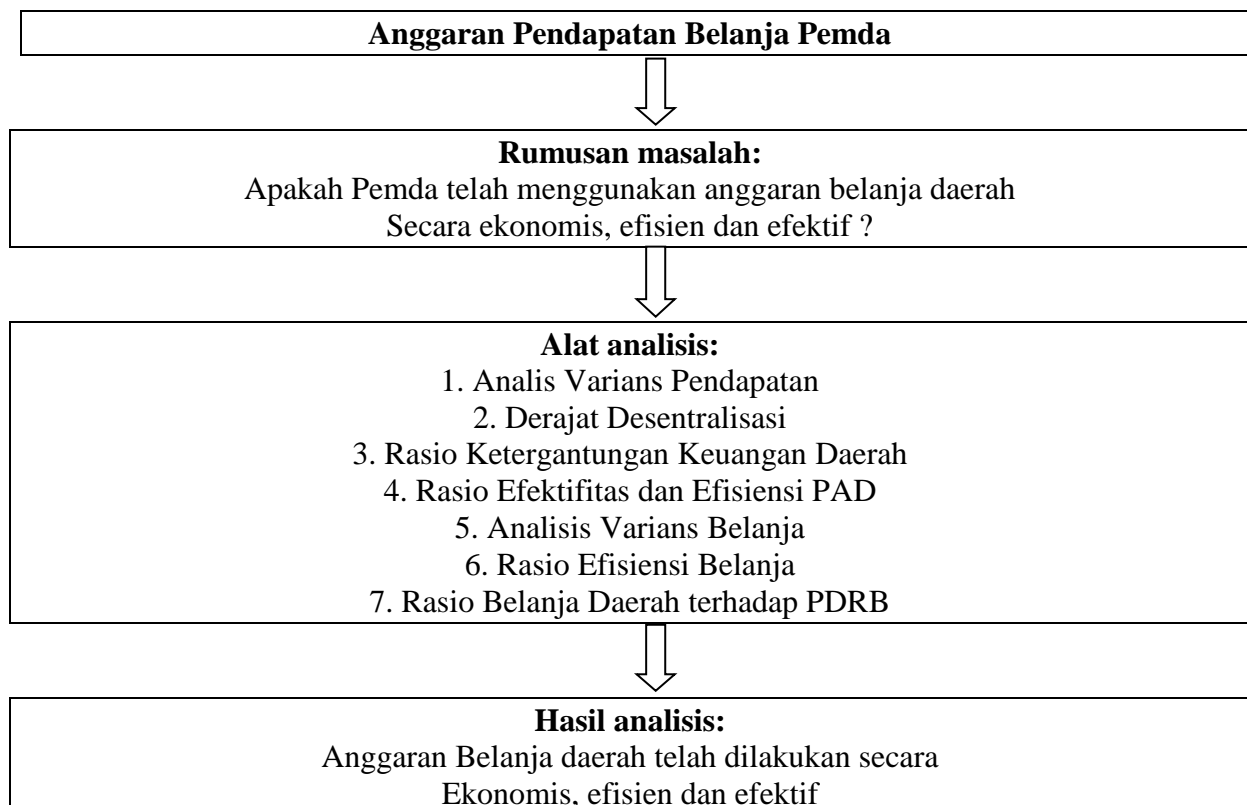 Anggaran Pendapatan Belanja Pemda
Rumusan masalah:
Apakah Pemda telah menggunakan anggaran belanja daerah
Secara ekonomis, efisien dan efektif ?
Alat analisis:
1. Analis Varians Pendapatan
2. Derajat Desentralisasi
3. Rasio Ketergantungan Keuangan Daerah
4. Rasio Efektifitas dan Efisiensi PAD
5. Analisis Varians Belanja
6. Rasio Efisiensi Belanja
7. Rasio Belanja Daerah terhadap PDRB
Hasil analisis:
Anggaran Belanja daerah telah dilakukan secara
Ekonomis, efisien dan efektif